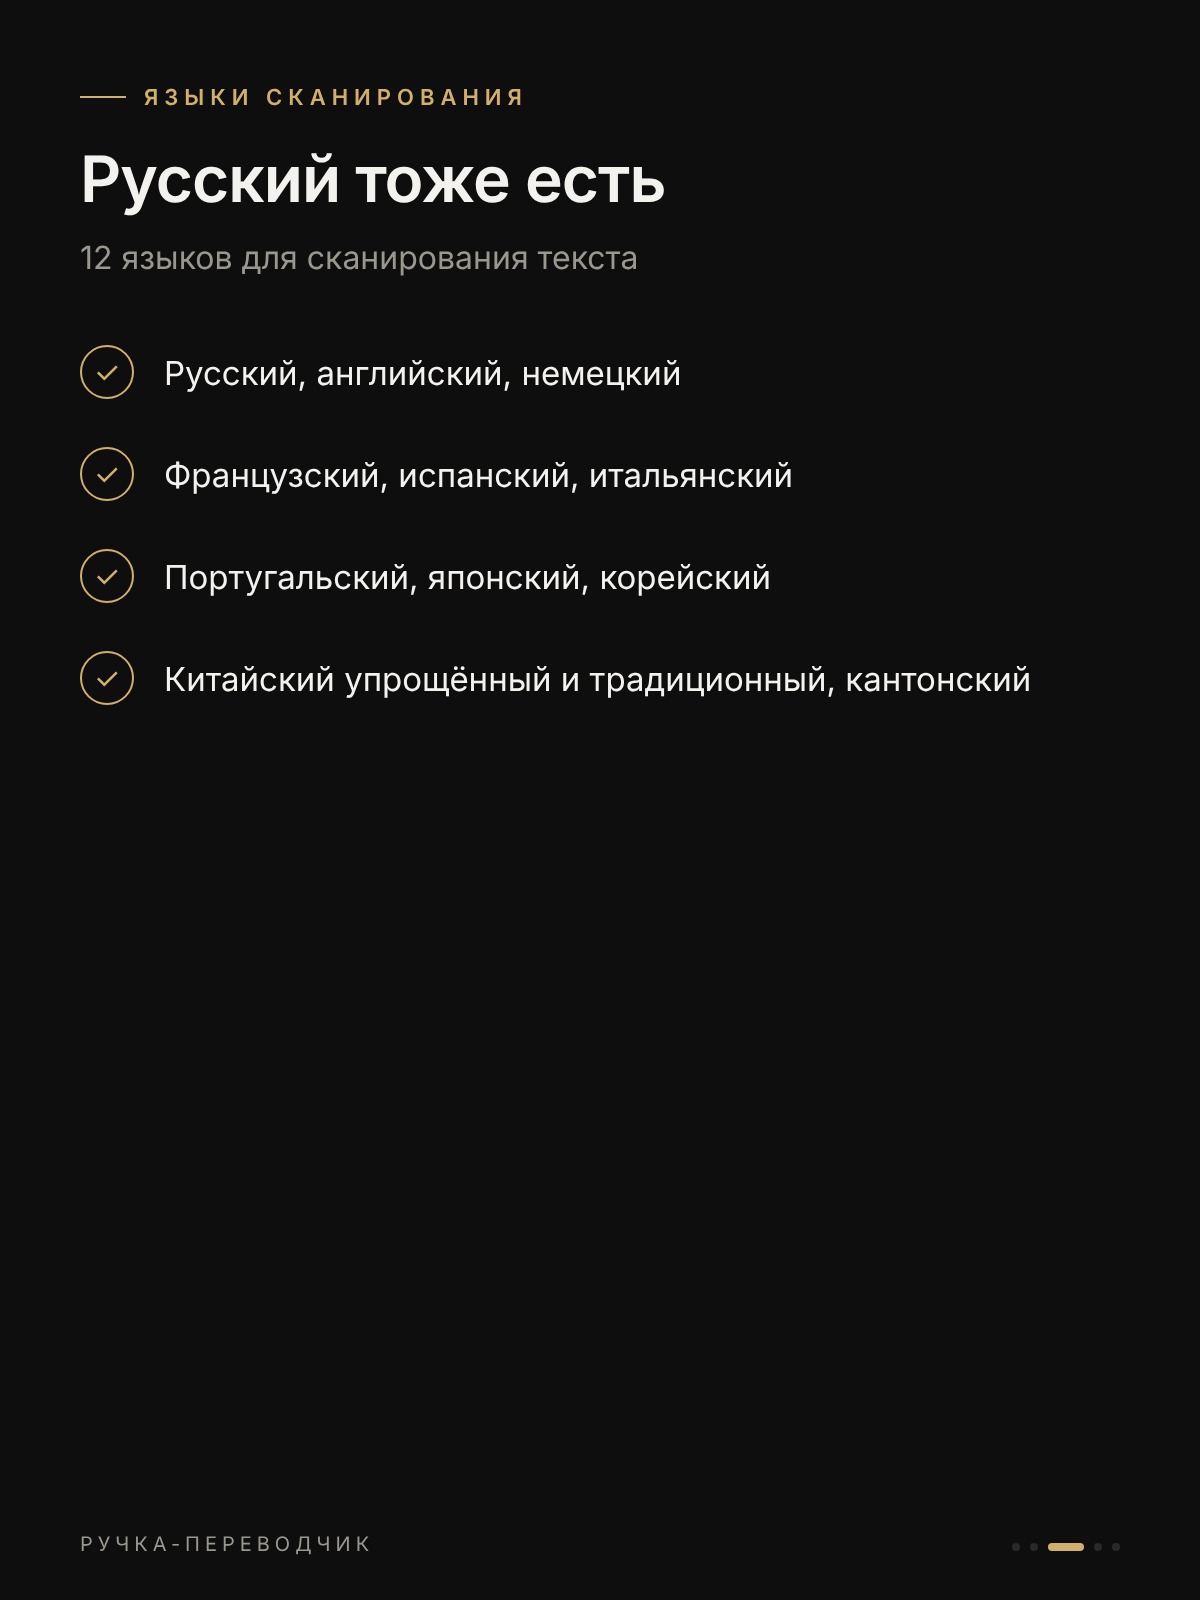 ЯЗЫКИ СКАНИРОВАНИЯ
Русский тоже есть
12 языков для сканирования текста
Русский, английский, немецкий
Французский, испанский, итальянский
Португальский, японский, корейский
Китайский упрощённый и традиционный, кантонский
РУЧКА-ПЕРЕВОДЧИК